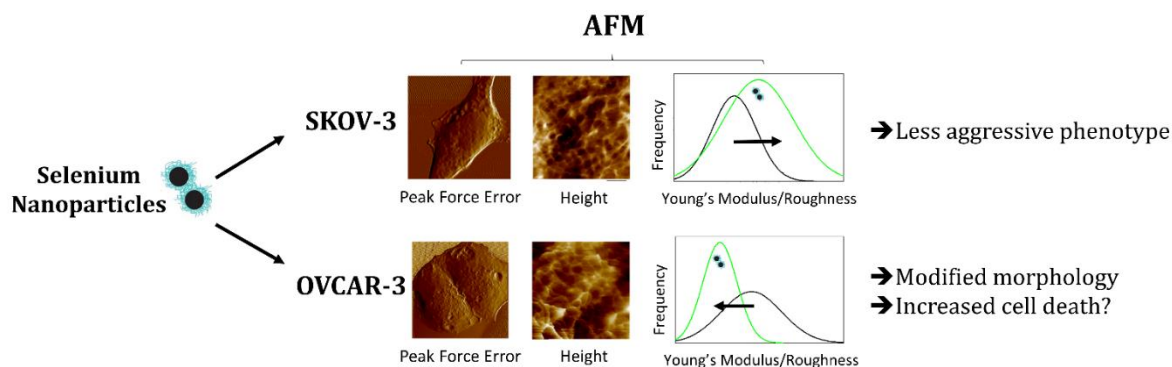 AFM
SKOV-3
Peak Force Error
Height
Frequency
Young's Modulus/Roughness
➔Less aggressive phenotype
Selenium
Nanoparticles
OVCAR-3
Peak Force Error
Height
Frequency
Young's Modulus/Roughness
➔Modified morphology
➔Increased cell death?